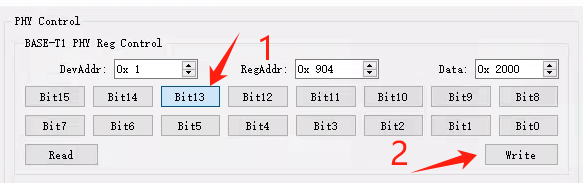 PHY Control
BASE-T1 PHY Reg Control
1
DevAddr: 0x 1 RegAddr: 0x 904 Data: 0x 2000
Bit15 Bit14 Bit13 Bit12 Bit11 Bit10 Bit9 Bit8
Bit7 Bit6 Bit5 Bit4 Bit3 Bit2 Bit1 Bit0
Read 2 Write